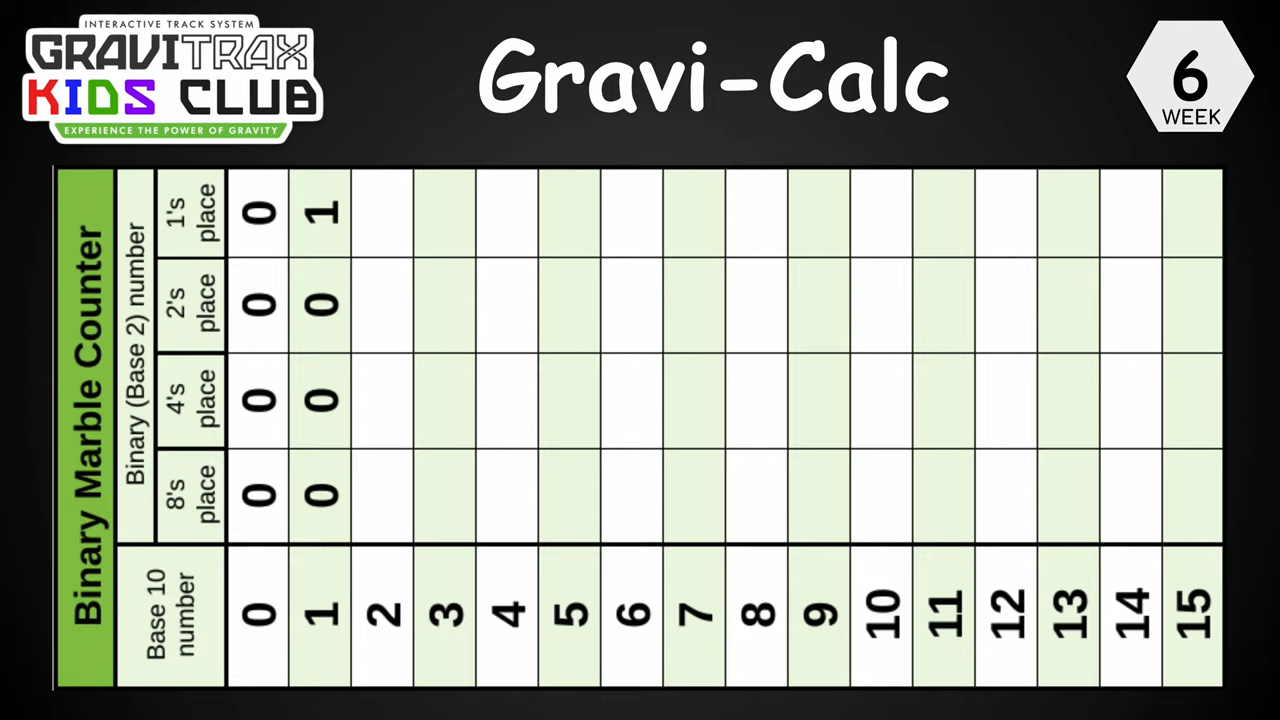 INTERACTIVE TRACK SYSTEM
GRAVITRAX
KIDS CLUB
EXPERIENCE THE POWER OF GRAVITY
Gravi-Calc
6
WEEK
Binary Marble Counter
Base 10 number
Binary (Base 2) number
8's place
4's place
2's place
1's place
0 0 0 0 0
1 0 0 0 1
2
3
4
5
6
7
8
9
10
11
12
13
14
15